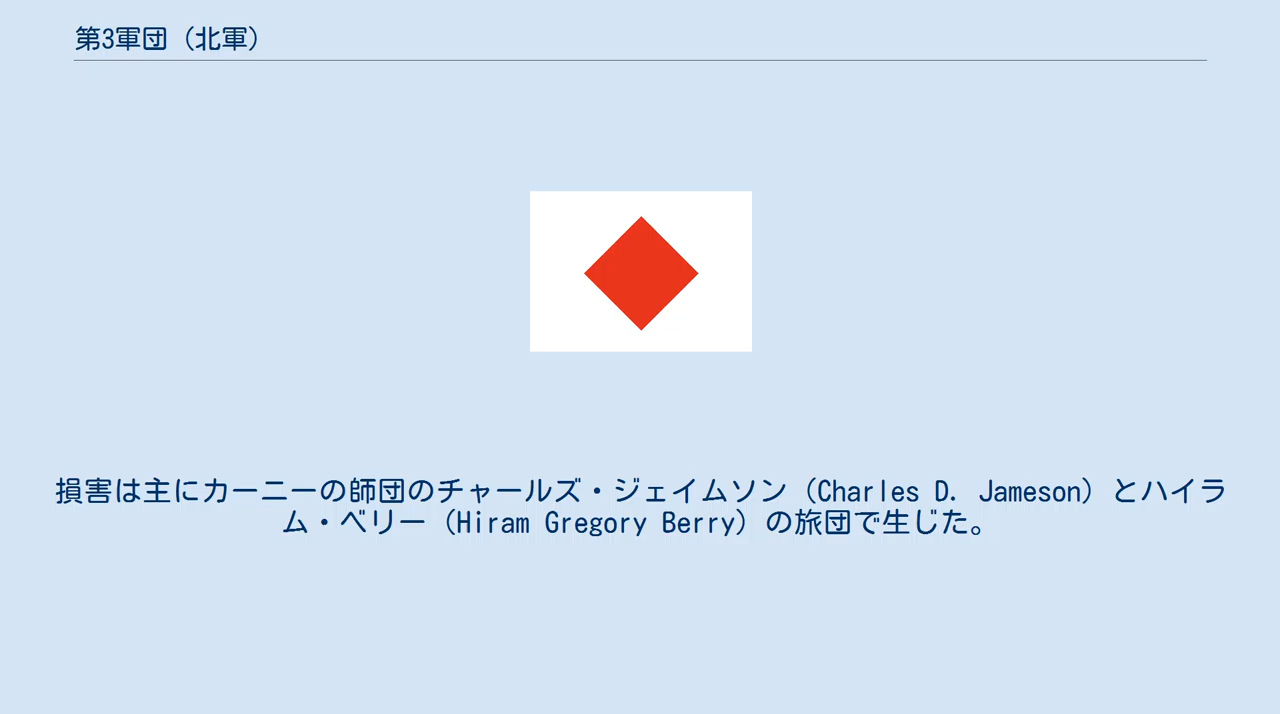 第3軍団（北軍）
損害は主にカーニーの師団のチャールズ・ジェイムソン（Charles D. Jameson）とハイラ
ム・ベリー（Hiram Gregory Berry）の旅団で生じた。